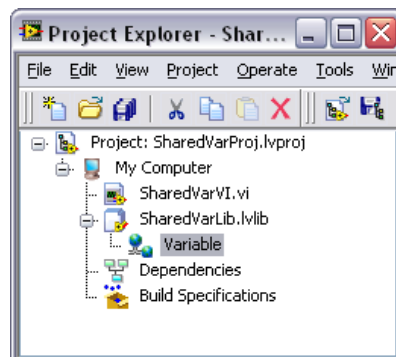 Project Explorer - Shar...
File Edit View Project Operate Tools Wir
Project: SharedVarProj.lvproj
My Computer
SharedVarVI.vi
SharedVarLib.lvlib
Variable
Dependencies
Build Specifications